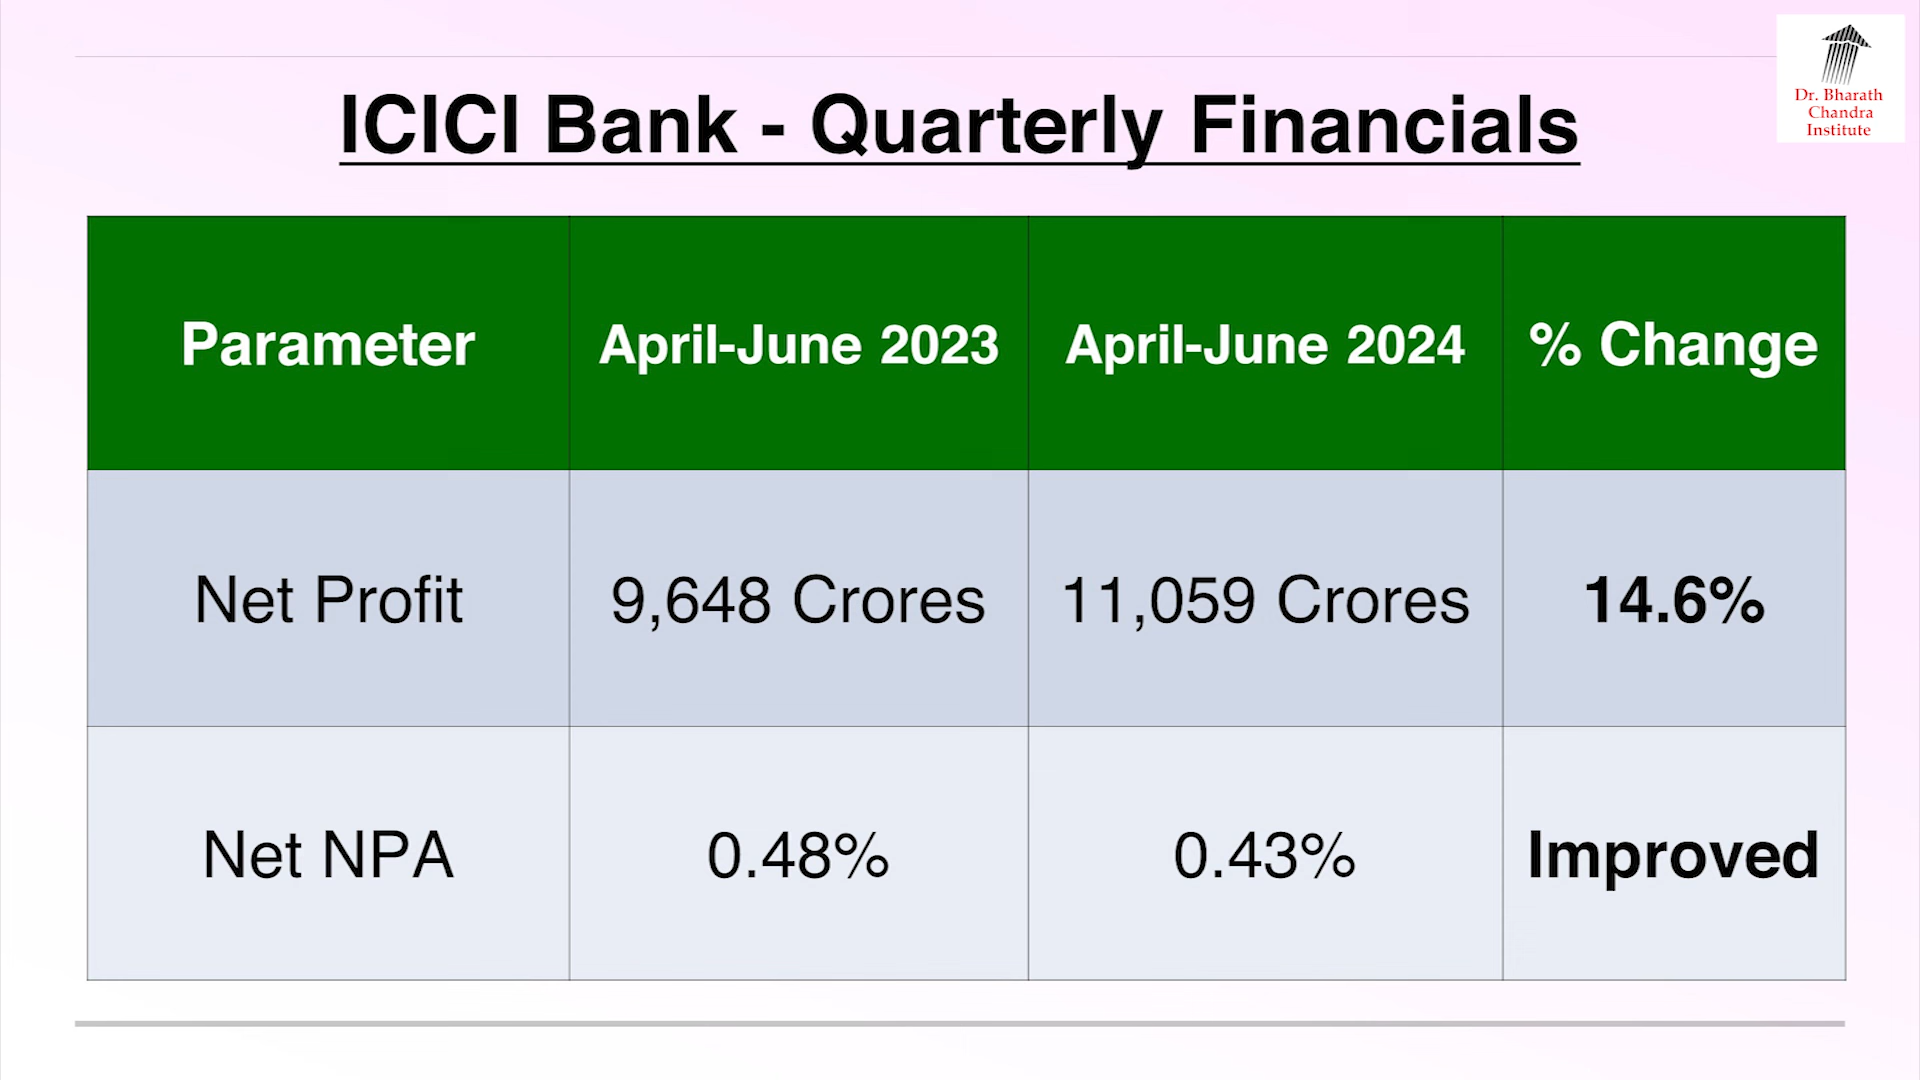 Dr. Bharath
Chandra
Institute
ICICI Bank - Quarterly Financials
Parameter April-June 2023 April-June 2024 % Change
Net Profit 9,648 Crores 11,059 Crores 14.6%
Net NPA 0.48% 0.43% Improved